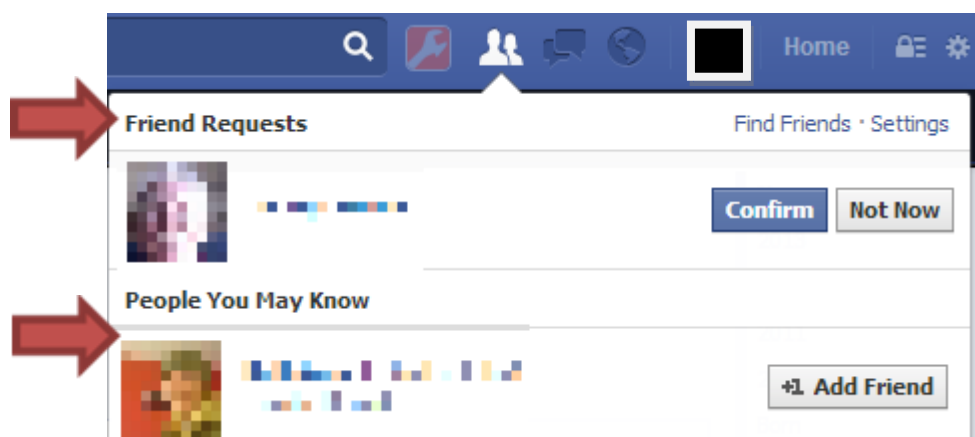 Home
Friend Requests
Find Friends · Settings
Confirm
Not Now
People You May Know
+1 Add Friend